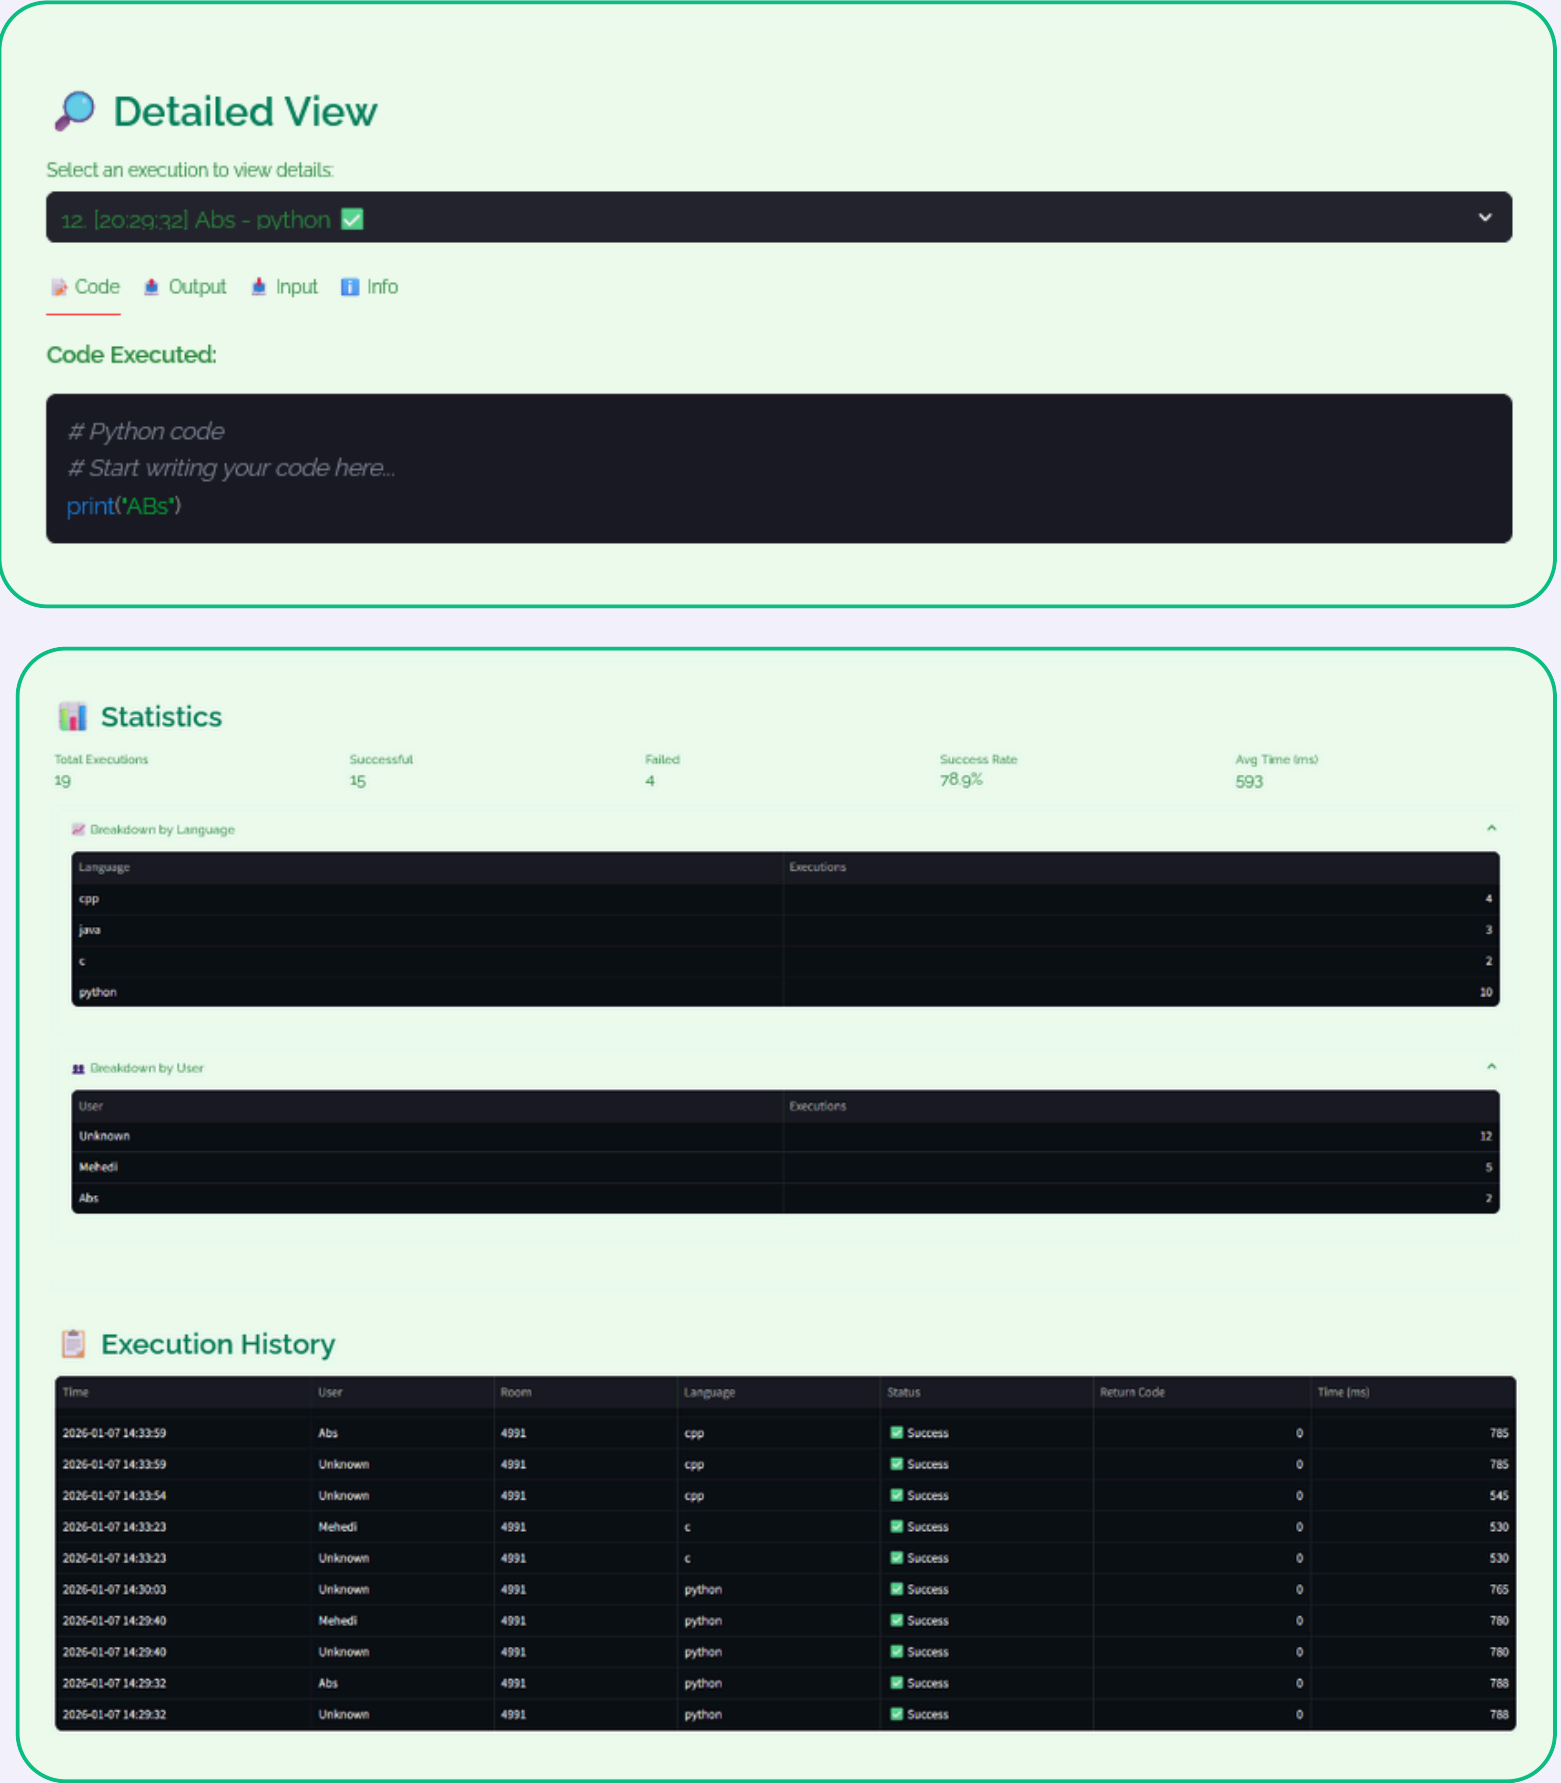 Detailed View
Select an execution to view details:
12. [20:29:32] Abs - python
Code Output Input Info
Code Executed:
# Python code
# Start writing your code here...
print("ABs")
Statistics
Total Executions Successful Failed Success Rate Avg Time (ms)
19 15 4 78.9% 593
Breakdown by Language
Language Executions
cpp 4
java 3
c 2
python 10
Breakdown by User
User Executions
Unknown 12
Mehedi 5
Abs 2
Execution History
Time User Room Language Status Return Code Time (ms)
2026-01-07 14:33:59 Abs 4991 cpp Success 0 785
2026-01-07 14:33:59 Unknown 4991 cpp Success 0 785
2026-01-07 14:33:54 Unknown 4991 cpp Success 0 545
2026-01-07 14:33:23 Mehedi 4991 c Success 0 530
2026-01-07 14:33:23 Unknown 4991 c Success 0 530
2026-01-07 14:30:03 Unknown 4991 python Success 0 765
2026-01-07 14:29:40 Mehedi 4991 python Success 0 780
2026-01-07 14:29:40 Unknown 4991 python Success 0 780
2026-01-07 14:29:32 Abs 4991 python Success 0 788
2026-01-07 14:29:32 Unknown 4991 python Success 0 788